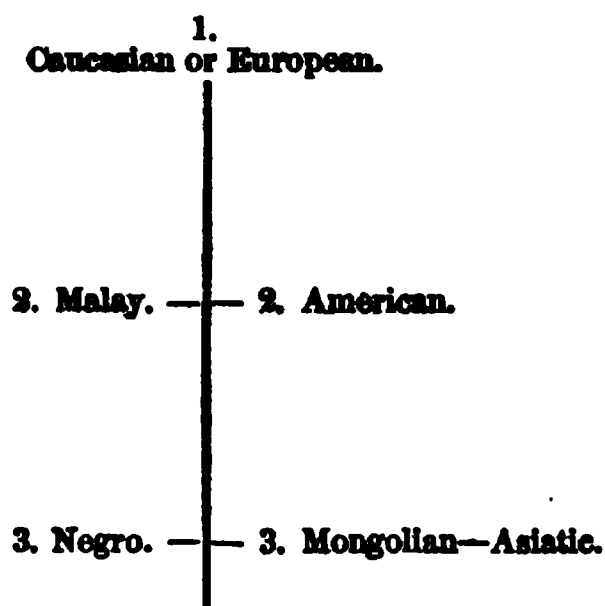 1.
Caucasian or European.
2. Malay. 2. American.
3. Negro. 3. Mongolian—Asiatic.